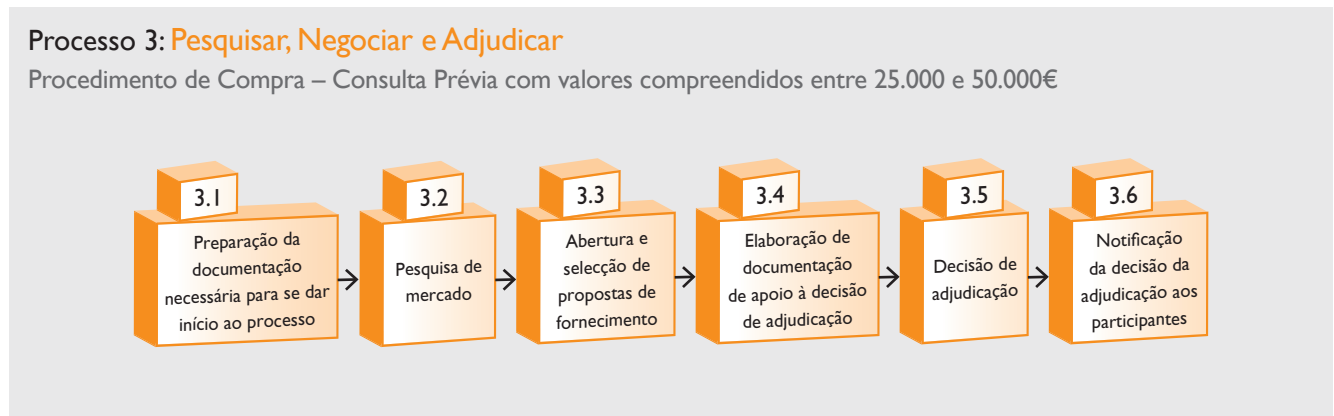 Processo 3: Pesquisar, Negociar e Adjudicar
Procedimento de Compra – Consulta Prévia com valores compreendidos entre 25.000 e 50.000€
3.1
Preparação da
documentação
necessária para se dar
início ao processo
3.2
Pesquisa de
mercado
3.3
Abertura e
selecção de
propostas de
fornecimento
3.4
Elaboração de
documentação
de apoio à decisão
de adjudicação
3.5
Decisão de
adjudicação
3.6
Notificação
da decisão da
adjudicação aos
participantes